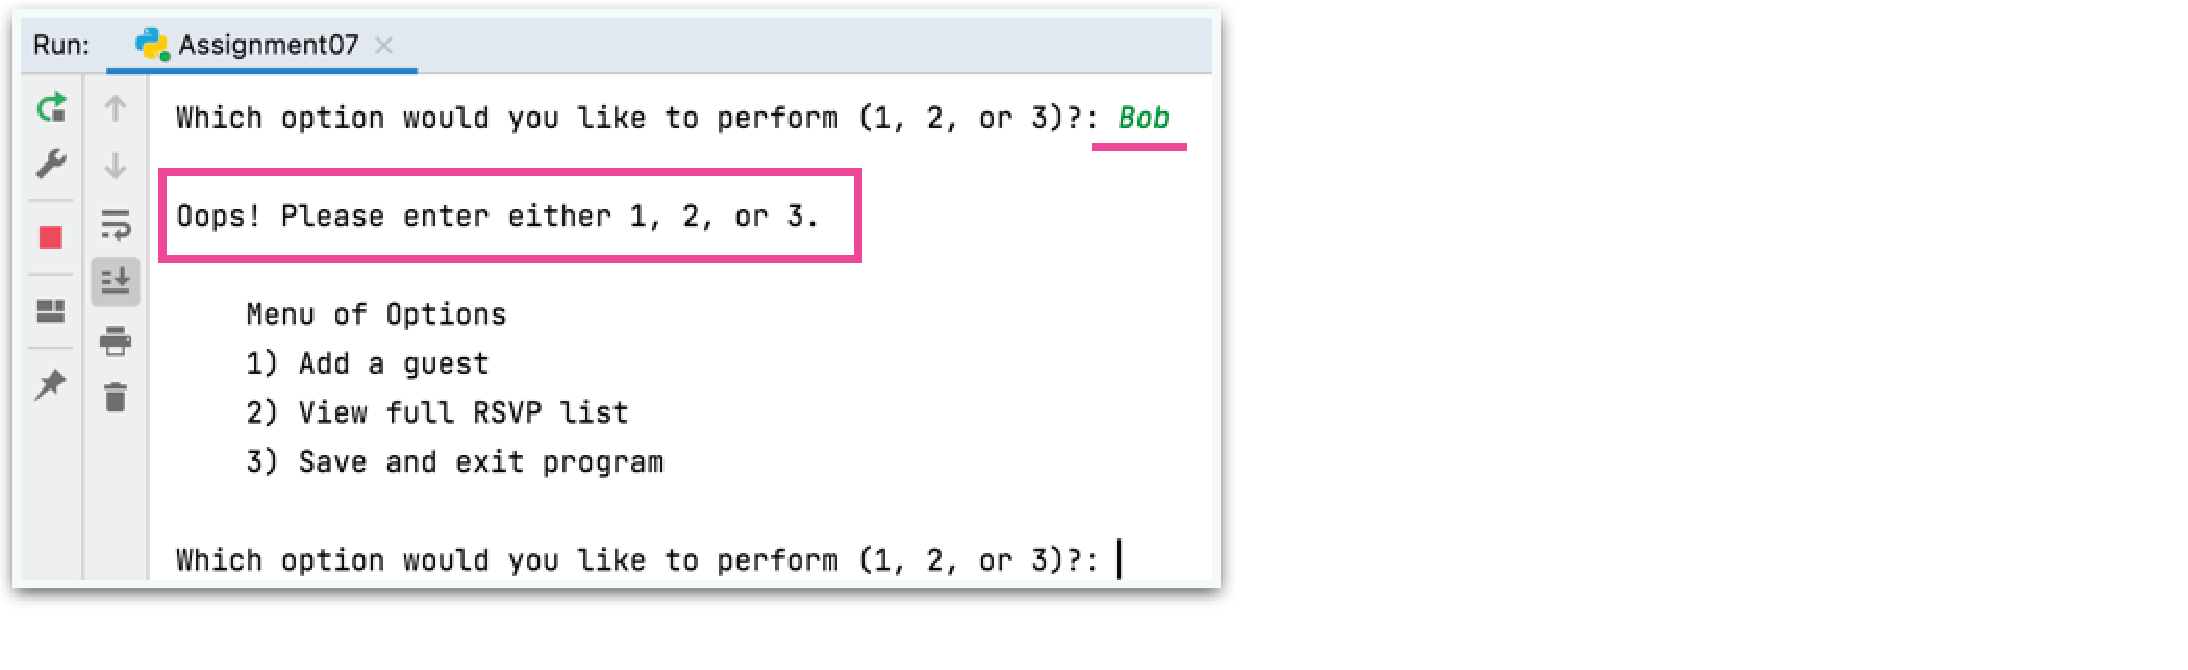 Run: Assignment07
Which option would you like to perform (1, 2, or 3)?: Bob
Oops! Please enter either 1, 2, or 3.
Menu of Options
1) Add a guest
2) View full RSVP list
3) Save and exit program
Which option would you like to perform (1, 2, or 3)?: